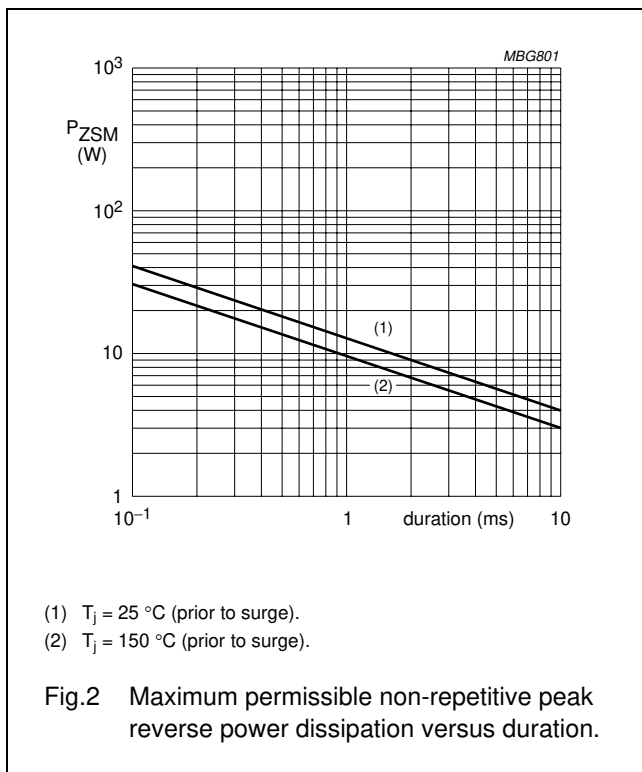 MBG801
10³
P_ZSM
(W)
10²
(1)
10
(2)
1
10⁻¹
1
duration (ms)
10
(1) T_j = 25 °C (prior to surge).
(2) T_j = 150 °C (prior to surge).
Fig.2 Maximum permissible non-repetitive peak
reverse power dissipation versus duration.